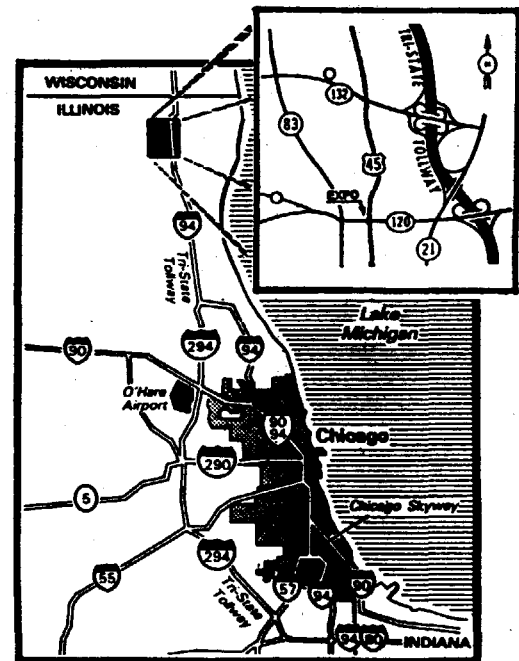 WISCONSIN
ILLINOIS
TRI-STATE
TOLLWAY
132
83
45
EXPO
120
21
94
Tri-State
Tollway
Lake
Michigan
90
294
94
O'Hare
Airport
90
94
Chicago
290
5
Chicago Skyway
55
294
Tri-State
Tollway
57
94
90
94
80
INDIANA